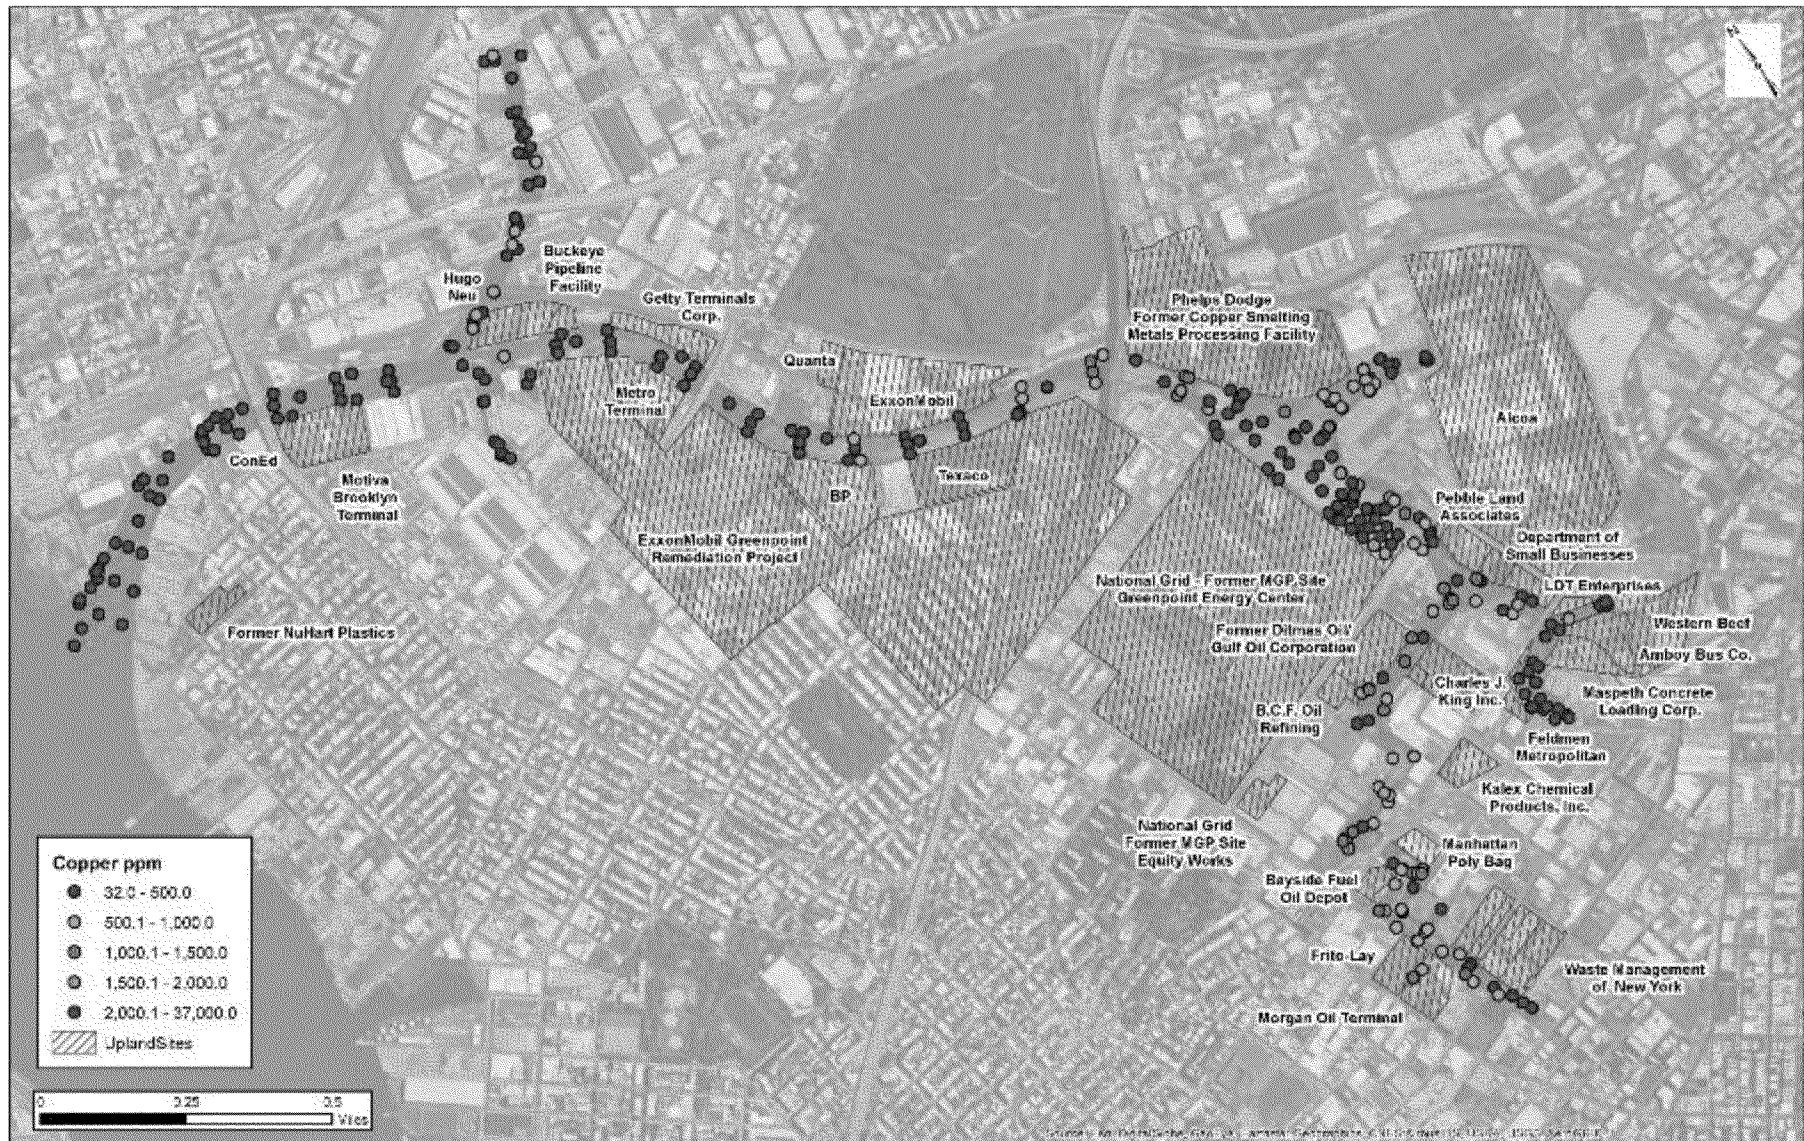 Hugo
Neu
Buckeye
Pipeline
Facility
Getty Terminals
Corp.
Phelps Dodge
Former Copper Smelting
Metals Processing Facility
Quanta
Metro
Terminal
ExxonMobil
Alcoa
ConEd
Motiva
Brooklyn
Terminal
Texaco
BP
Pebble Land
Associates
ExxonMobil Greenpoint
Remediation Project
Department of
Small Businesses
National Grid - Former MGP Site
Greenpoint Energy Center
LDT Enterprises
Former NuHart Plastics
Former Ditmas Oil/
Gulf Oil Corporation
Western Beef
Amboy Bus Co.
Charles J.
King Inc.
Maspeth Concrete
Loading Corp.
B.C.F. Oil
Refining
Feldmen
Metropolitan
Kalex Chemical
Products, Inc.
National Grid
Former MGP Site
Equity Works
Manhattan
Poly Bag
Bayside Fuel
Oil Depot
Frito-Lay
Waste Management
of New York
Morgan Oil Terminal
Copper ppm
32.0 - 500.0
500.1 - 1,000.0
1,000.1 - 1,500.0
1,500.1 - 2,000.0
2,000.1 - 37,000.0
UplandSites
0 0.25 0.5
Miles